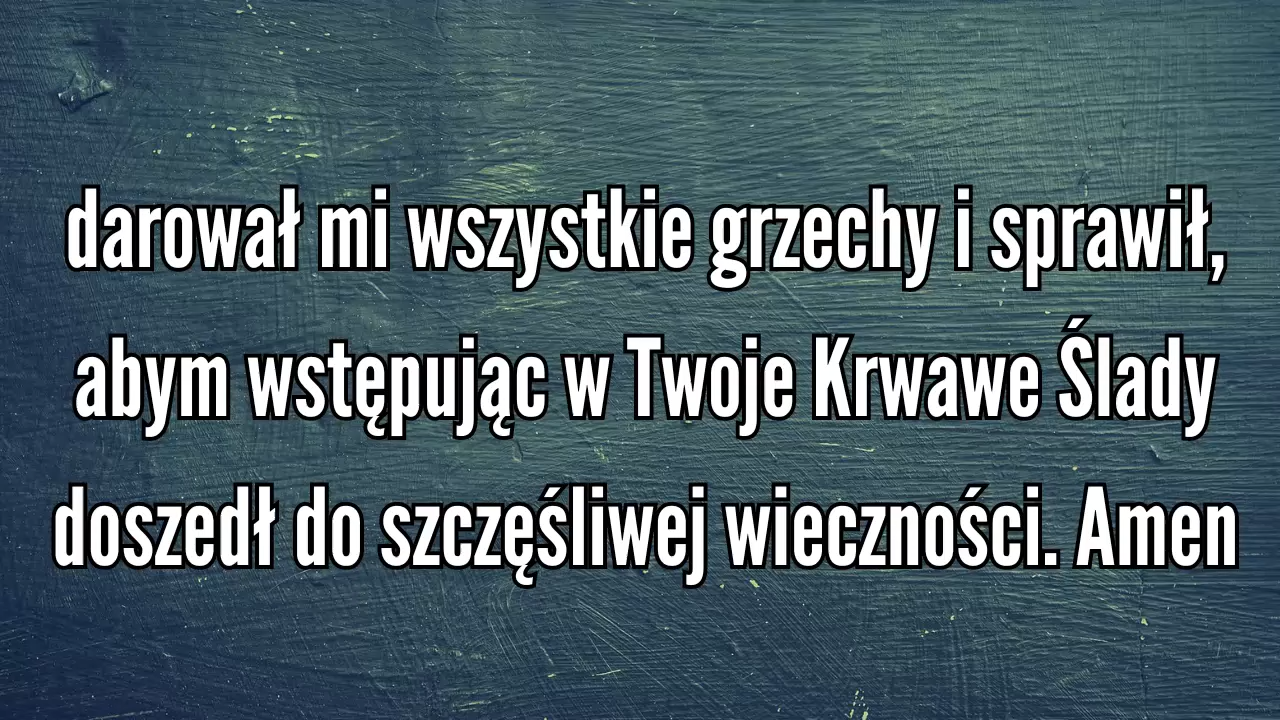 darował mi wszystkie grzechy i sprawił,
abym wstępując w Twoje Krwawe Ślady
doszedł do szczęśliwej wieczności. Amen